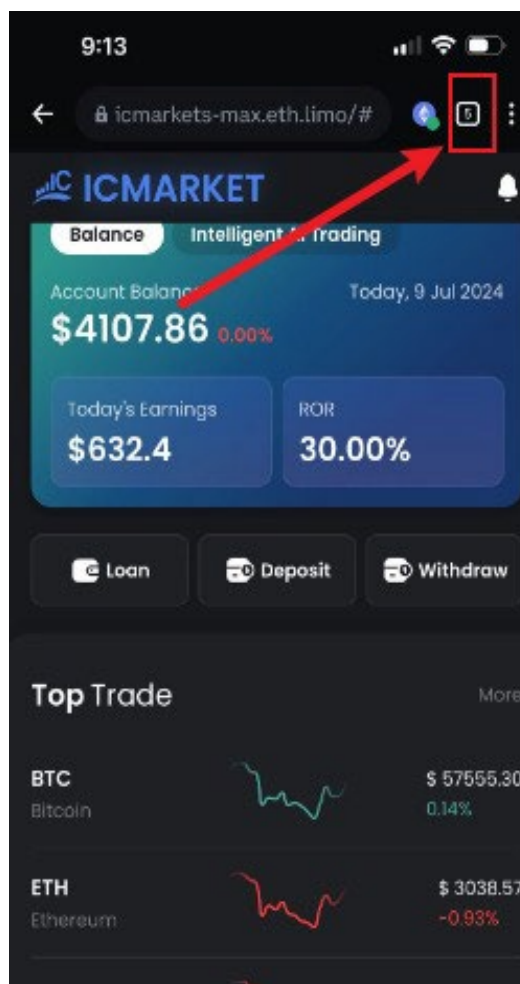 9:13
icmarkets-max.eth.limo/#
5
IC ICMARKET
Balance Intelligent AI Trading
Account Balance Today, 9 Jul 2024
$4107.86 0.00%
Today's Earnings ROR
$632.4 30.00%
Loan Deposit Withdraw
Top Trade More
BTC $ 57555.30
Bitcoin 0.14%
ETH $ 3038.57
Ethereum -0.93%